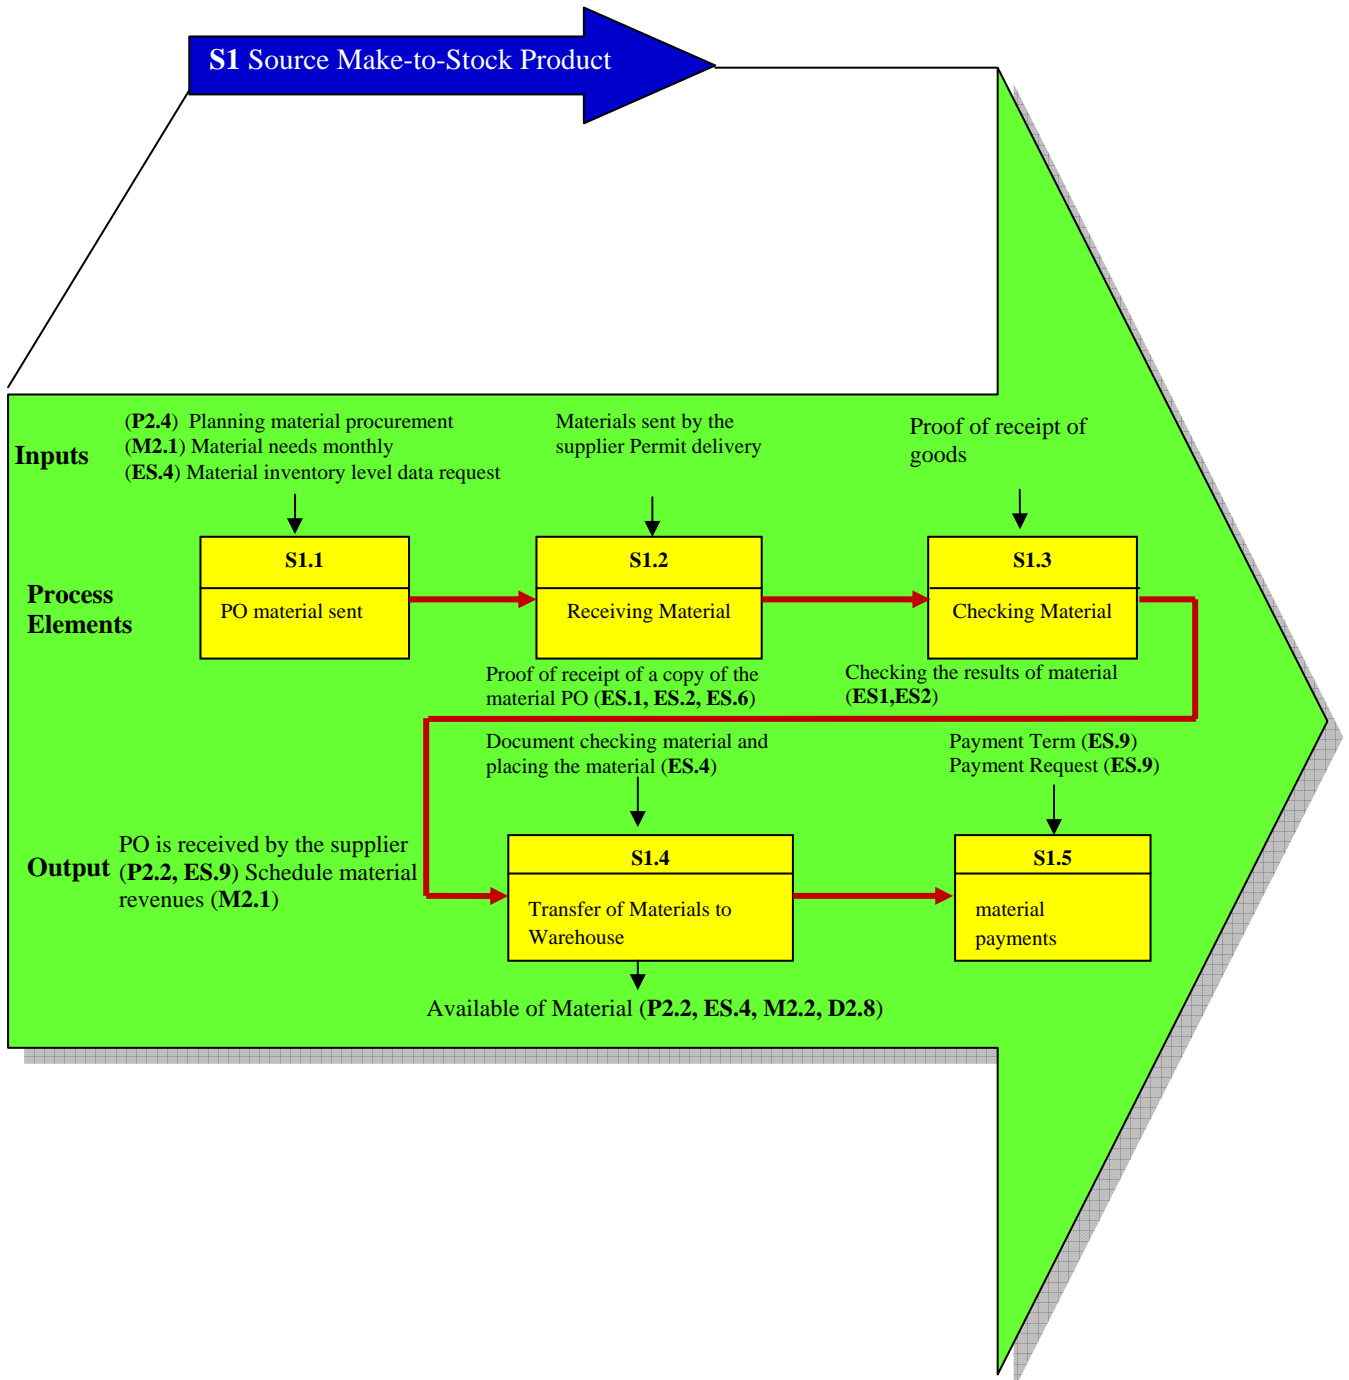 S1 Source Make-to-Stock Product
Inputs
(P2.4) Planning material procurement
(M2.1) Material needs monthly
(ES.4) Material inventory level data request
Materials sent by the
supplier Permit delivery
Proof of receipt of
goods
Process
Elements
S1.1
PO material sent
S1.2
Receiving Material
S1.3
Checking Material
Proof of receipt of a copy of the
material PO (ES.1, ES.2, ES.6)
Checking the results of material
(ES1,ES2)
Document checking material and
placing the material (ES.4)
Payment Term (ES.9)
Payment Request (ES.9)
Output
PO is received by the supplier
(P2.2, ES.9) Schedule material
revenues (M2.1)
S1.4
Transfer of Materials to
Warehouse
S1.5
material
payments
Available of Material (P2.2, ES.4, M2.2, D2.8)